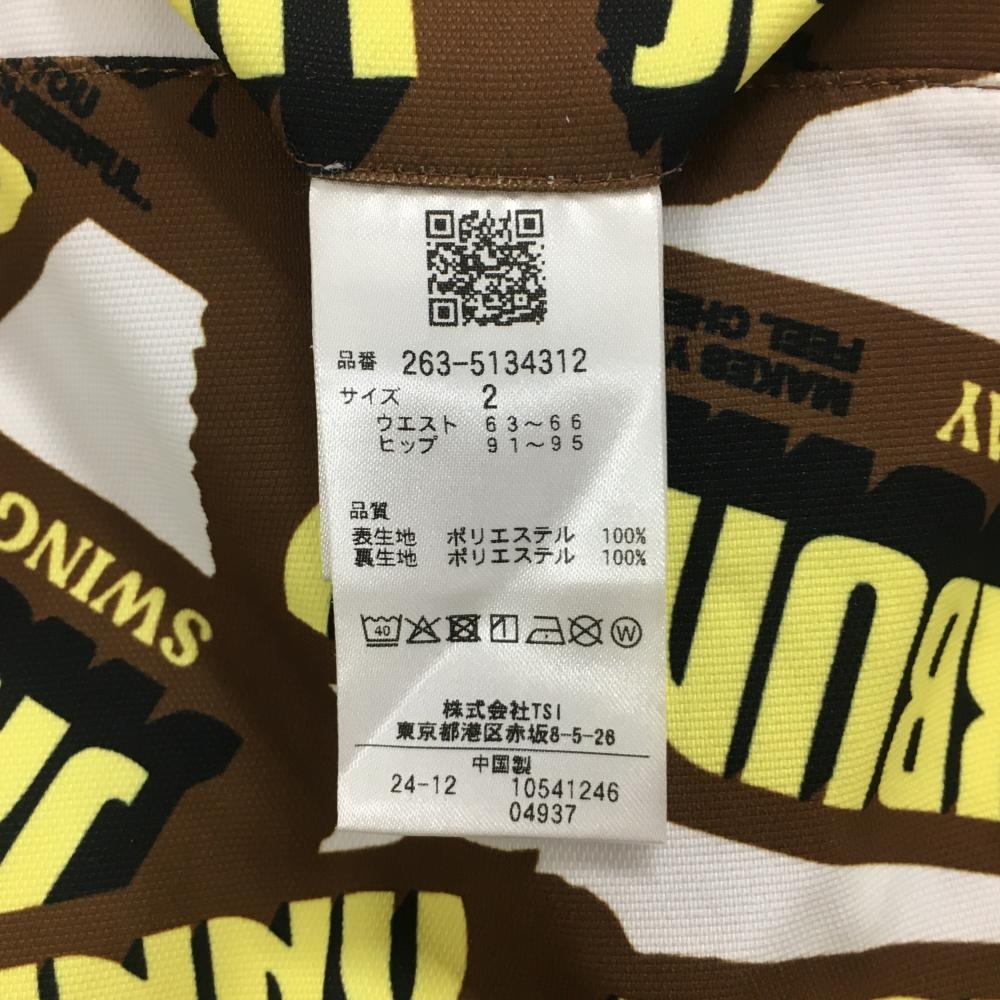 YOU
CHEERFUL.
MAKES Y
FEEL CHE
SWING
品番 263-5134312
サイズ 2
ウエスト 63~66
ヒップ 91~95
品質
表生地 ポリエステル 100%
裏生地 ポリエステル 100%
40
W
株式会社TSI
東京都港区赤坂8-5-26
中国製
24-12 10541246
04937